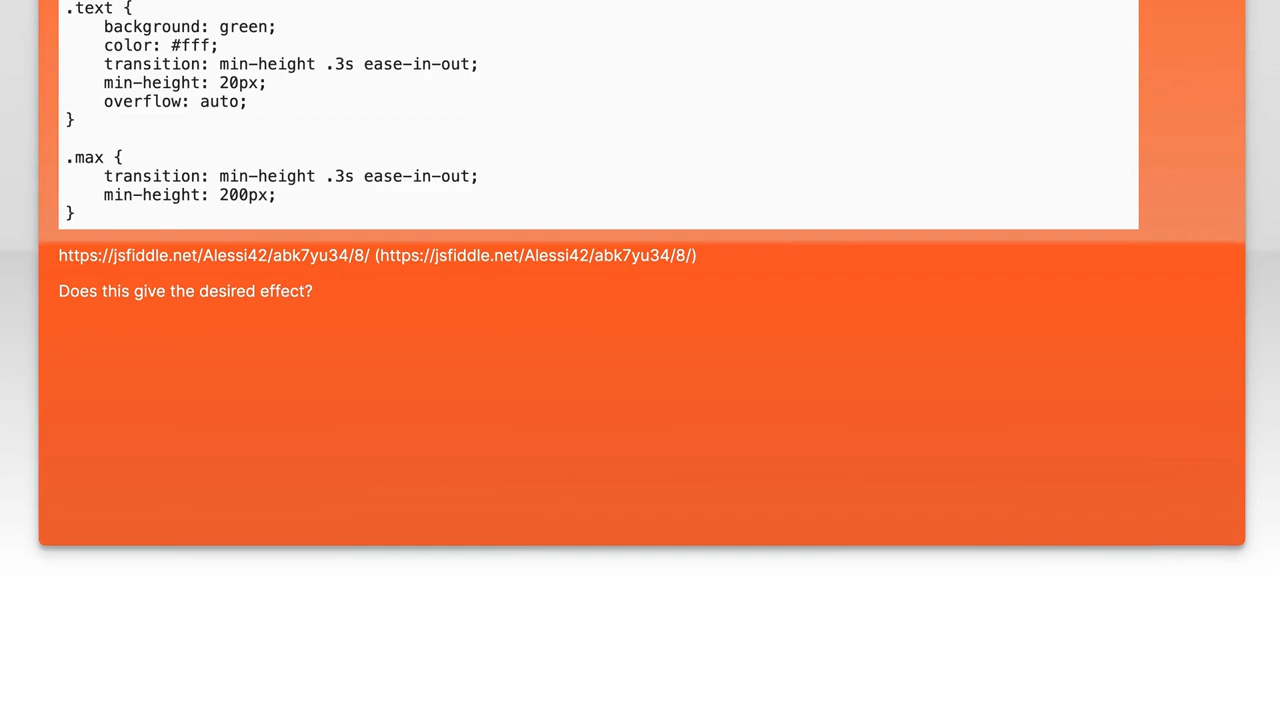 .text {
    background: green;
    color: #fff;
    transition: min-height .3s ease-in-out;
    min-height: 20px;
    overflow: auto;
}

.max {
    transition: min-height .3s ease-in-out;
    min-height: 200px;
}
https://jsfiddle.net/Alessi42/abk7yu34/8/ (https://jsfiddle.net/Alessi42/abk7yu34/8/)
Does this give the desired effect?